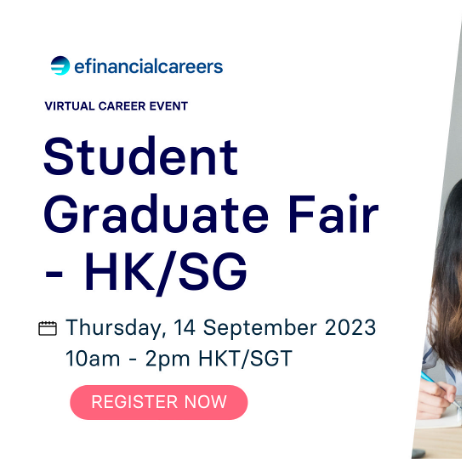 efinancialcareers
VIRTUAL CAREER EVENT
Student
Graduate Fair
- HK/SG
Thursday, 14 September 2023
10am - 2pm HKT/SGT
REGISTER NOW